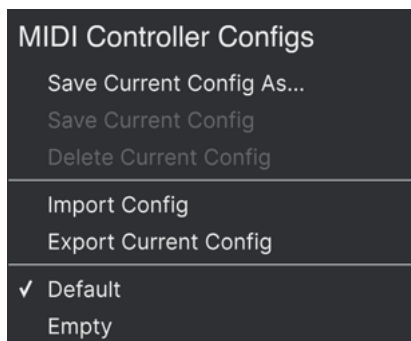 MIDI Controller Configs
Save Current Config As...
Save Current Config
Delete Current Config
Import Config
Export Current Config
✓ Default
Empty